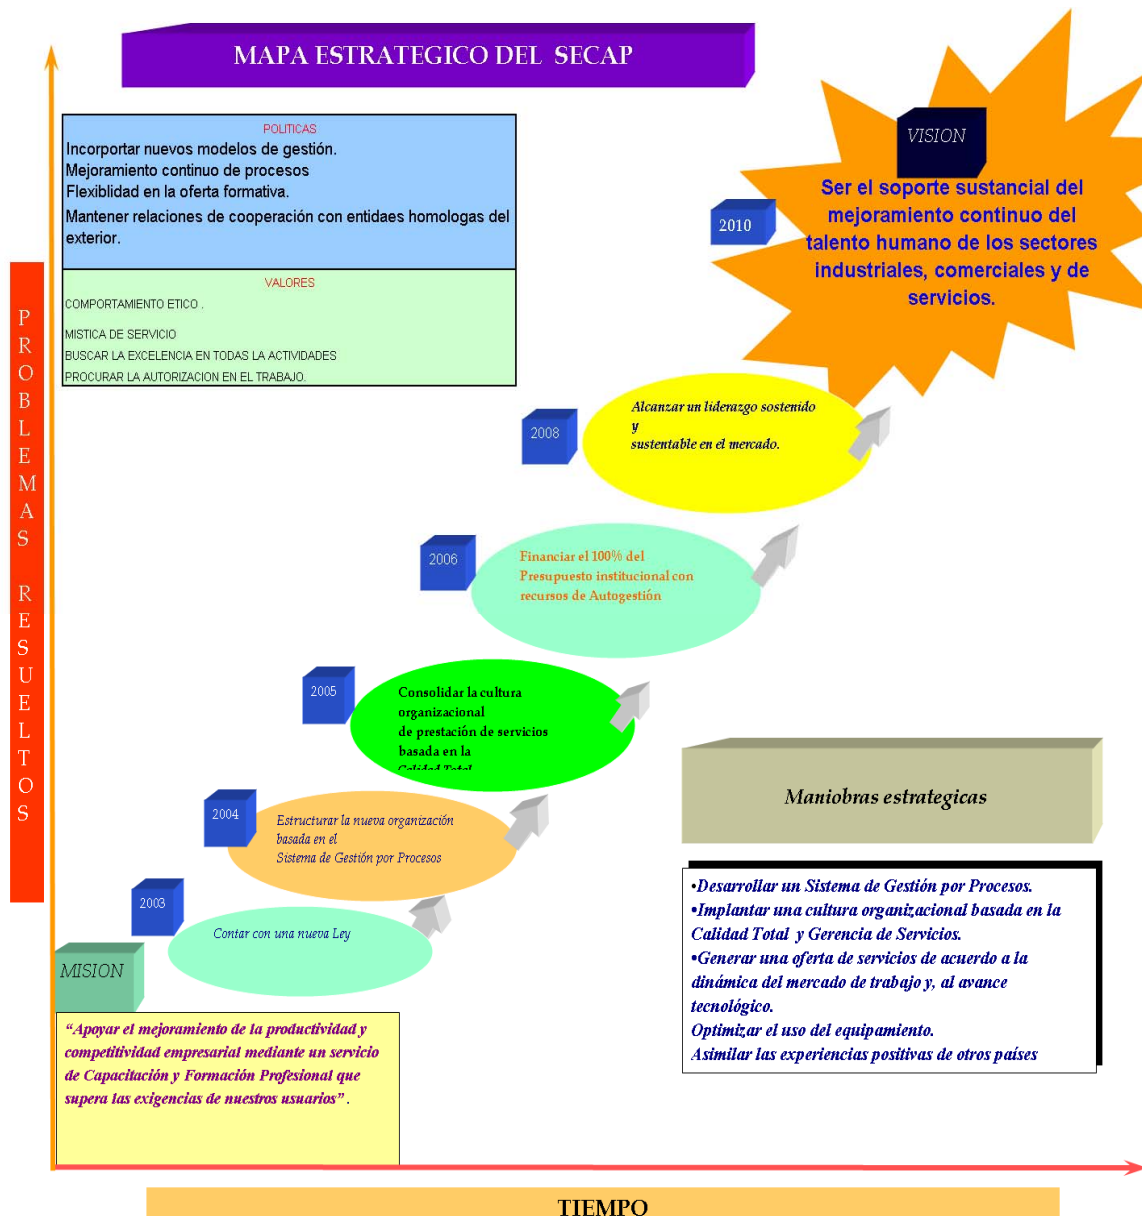 MAPA ESTRATEGICO DEL SECAP
POLITICAS
Incorportar nuevos modelos de gestión.
Mejoramiento continuo de procesos
Flexiblidad en la oferta formativa.
Mantener relaciones de cooperación con entidaes homologas del
exterior.
VALORES
COMPORTAMIENTO ETICO .
MISTICA DE SERVICIO
BUSCAR LA EXCELENCIA EN TODAS LA ACTIVIDADES
PROCURAR LA AUTORIZACION EN EL TRABAJO.
VISION
2010
Ser el soporte sustancial del
mejoramiento continuo del
talento humano de los sectores
industriales, comerciales y de
servicios.
PROBLEMAS RESUELTOS
2008
Alcanzar un liderazgo sostenido
y
sustentable en el mercado.
2006
Financiar el 100% del
Presupuesto institucional con
recursos de Autogestión
2005
Consolidar la cultura
organizacional
de prestación de servicios
basada en la
Calidad Total
2004
Estructurar la nueva organización
basada en el
Sistema de Gestión por Procesos
2003
Contar con una nueva Ley
MISION
“Apoyar el mejoramiento de la productividad y
competitividad empresarial mediante un servicio
de Capacitación y Formación Profesional que
supera las exigencias de nuestros usuarios” .
Maniobras estrategicas
•Desarrollar un Sistema de Gestión por Procesos.
•Implantar una cultura organizacional basada en la
Calidad Total y Gerencia de Servicios.
•Generar una oferta de servicios de acuerdo a la
dinámica del mercado de trabajo y, al avance
tecnológico.
Optimizar el uso del equipamiento.
Asimilar las experiencias positivas de otros países
TIEMPO